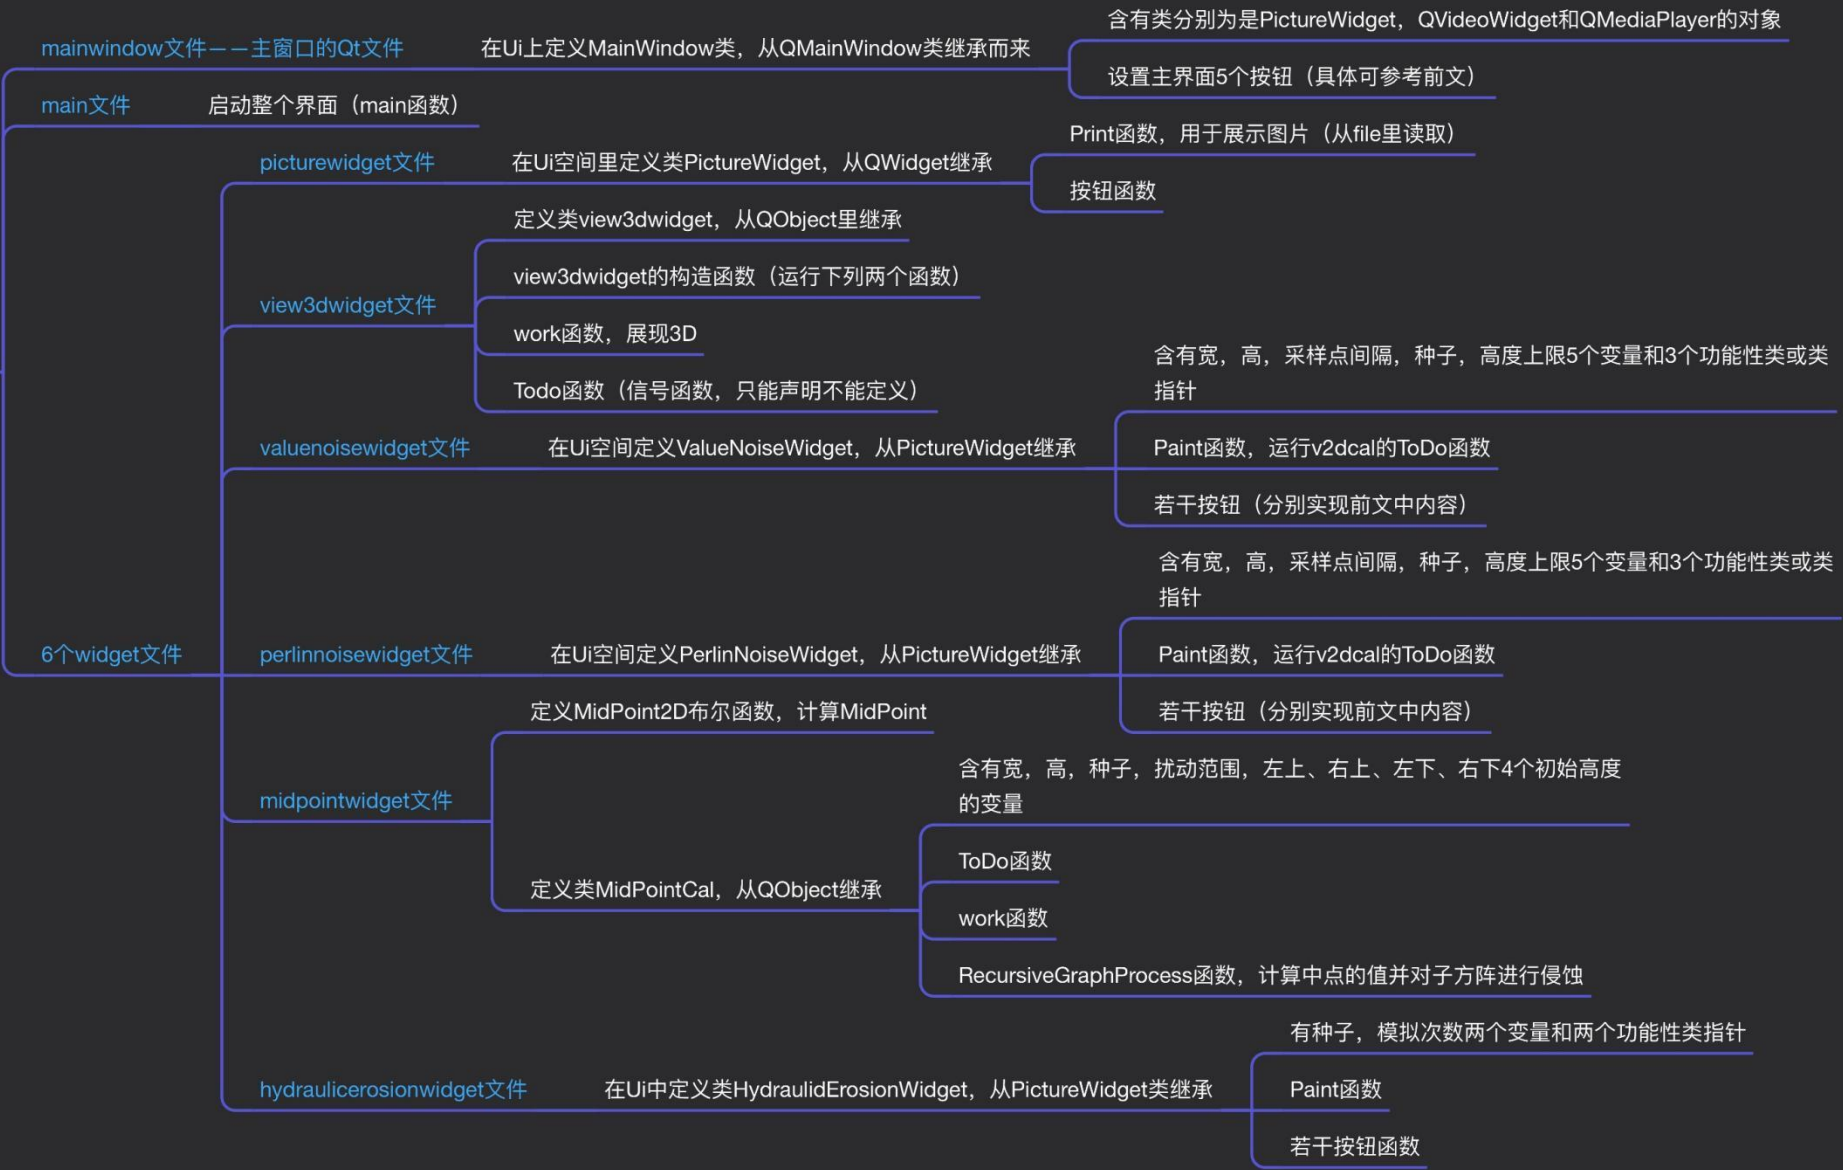 含有类分别为是PictureWidget，QVideoWidget和QMediaPlayer的对象
mainwindow文件——主窗口的Qt文件
在Ui上定义MainWindow类，从QMainWindow类继承而来
设置主界面5个按钮（具体可参考前文）
main文件
启动整个界面（main函数）
Print函数，用于展示图片（从file里读取）
picturewidget文件
在Ui空间里定义类PictureWidget，从QWidget继承
按钮函数
定义类view3dwidget，从QObject里继承
view3dwidget的构造函数（运行下列两个函数）
view3dwidget文件
work函数，展现3D
Todo函数（信号函数，只能声明不能定义）
含有宽，高，采样点间隔，种子，高度上限5个变量和3个功能性类或类
指针
valuenoisewidget文件
在Ui空间定义ValueNoiseWidget，从PictureWidget继承
Paint函数，运行v2dcal的ToDo函数
若干按钮（分别实现前文中内容）
含有宽，高，采样点间隔，种子，高度上限5个变量和3个功能性类或类
指针
6个widget文件
perlinnoisewidget文件
在Ui空间定义PerlinNoiseWidget，从PictureWidget继承
Paint函数，运行v2dcal的ToDo函数
若干按钮（分别实现前文中内容）
定义MidPoint2D布尔函数，计算MidPoint
midpointwidget文件
含有宽，高，种子，扰动范围，左上、右上、左下、右下4个初始高度
的变量
ToDo函数
定义类MidPointCal，从QObject继承
work函数
RecursiveGraphProcess函数，计算中点的值并对子方阵进行侵蚀
有种子，模拟次数两个变量和两个功能性类指针
hydraulicerosionwidget文件
在Ui中定义类HydraulidErosionWidget，从PictureWidget类继承
Paint函数
若干按钮函数